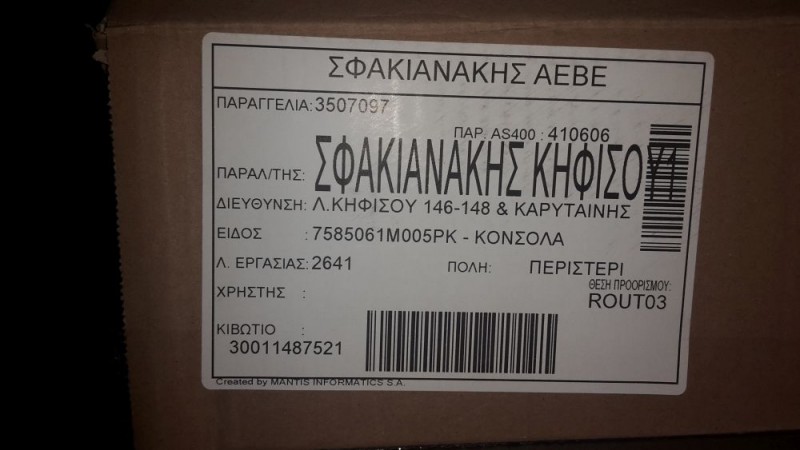 ΣΦΑΚΙΑΝΑΚΗΣ ΑΕΒΕ
ΠΑΡΑΓΓΕΛΙΑ: 3507097
ΠΑΡ. AS400 : 410606
ΠΑΡΑΛ/ΤΗΣ: ΣΦΑΚΙΑΝΑΚΗΣ ΚΗΦΙΣΟΥ1
ΔΙΕΥΘΥΝΣΗ: Λ.ΚΗΦΙΣΟΥ 146-148 & ΚΑΡΥΤΑΙΝΗΣ
ΕΙΔΟΣ : 7585061M005PK - ΚΟΝΣΟΛΑ
Λ. ΕΡΓΑΣΙΑΣ: 2641 ΠΟΛΗ: ΠΕΡΙΣΤΕΡΙ
ΧΡΗΣΤΗΣ : ΘΕΣΗ ΠΡΟΟΡΙΣΜΟΥ:
ROUT03
ΚΙΒΩΤΙΟ :
30011487521
Created by MANTIS INFORMATICS S.A.